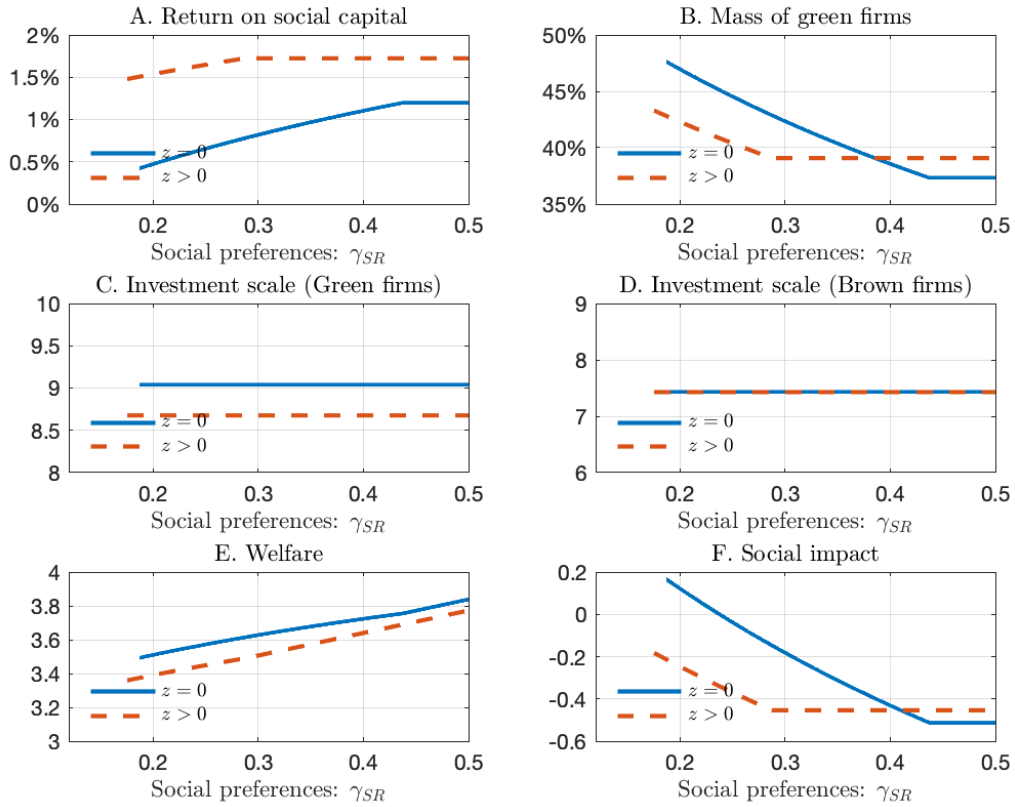 A. Return on social capital
2%
1.5%
1%
0.5%
0%
z = 0
z > 0
0.2 0.3 0.4 0.5
Social preferences: γSR
B. Mass of green firms
50%
45%
40%
35%
z = 0
z > 0
0.2 0.3 0.4 0.5
Social preferences: γSR
C. Investment scale (Green firms)
10
9.5
9
8.5
8
z = 0
z > 0
0.2 0.3 0.4 0.5
Social preferences: γSR
D. Investment scale (Brown firms)
9
8
7
6
z = 0
z > 0
0.2 0.3 0.4 0.5
Social preferences: γSR
E. Welfare
4
3.8
3.6
3.4
3.2
3
z = 0
z > 0
0.2 0.3 0.4 0.5
Social preferences: γSR
F. Social impact
0.2
0
-0.2
-0.4
-0.6
z = 0
z > 0
0.2 0.3 0.4 0.5
Social preferences: γSR